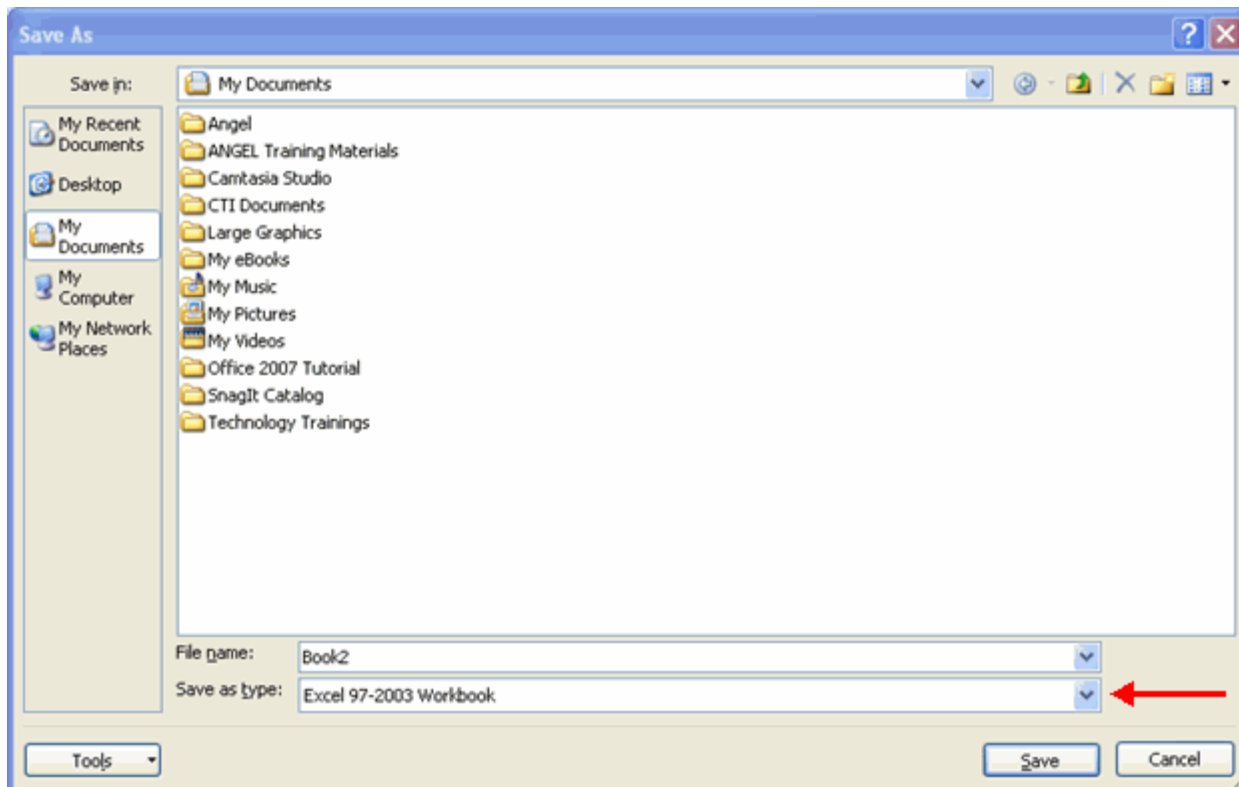 Save As
Save in:
My Documents
My Recent
Documents
Desktop
My
Documents
My
Computer
My Network
Places
Angel
ANGEL Training Materials
Camtasia Studio
CTI Documents
Large Graphics
My eBooks
My Music
My Pictures
My Videos
Office 2007 Tutorial
SnagIt Catalog
Technology Trainings
File name:
Book2
Save as type:
Excel 97-2003 Workbook
Tools
Save
Cancel